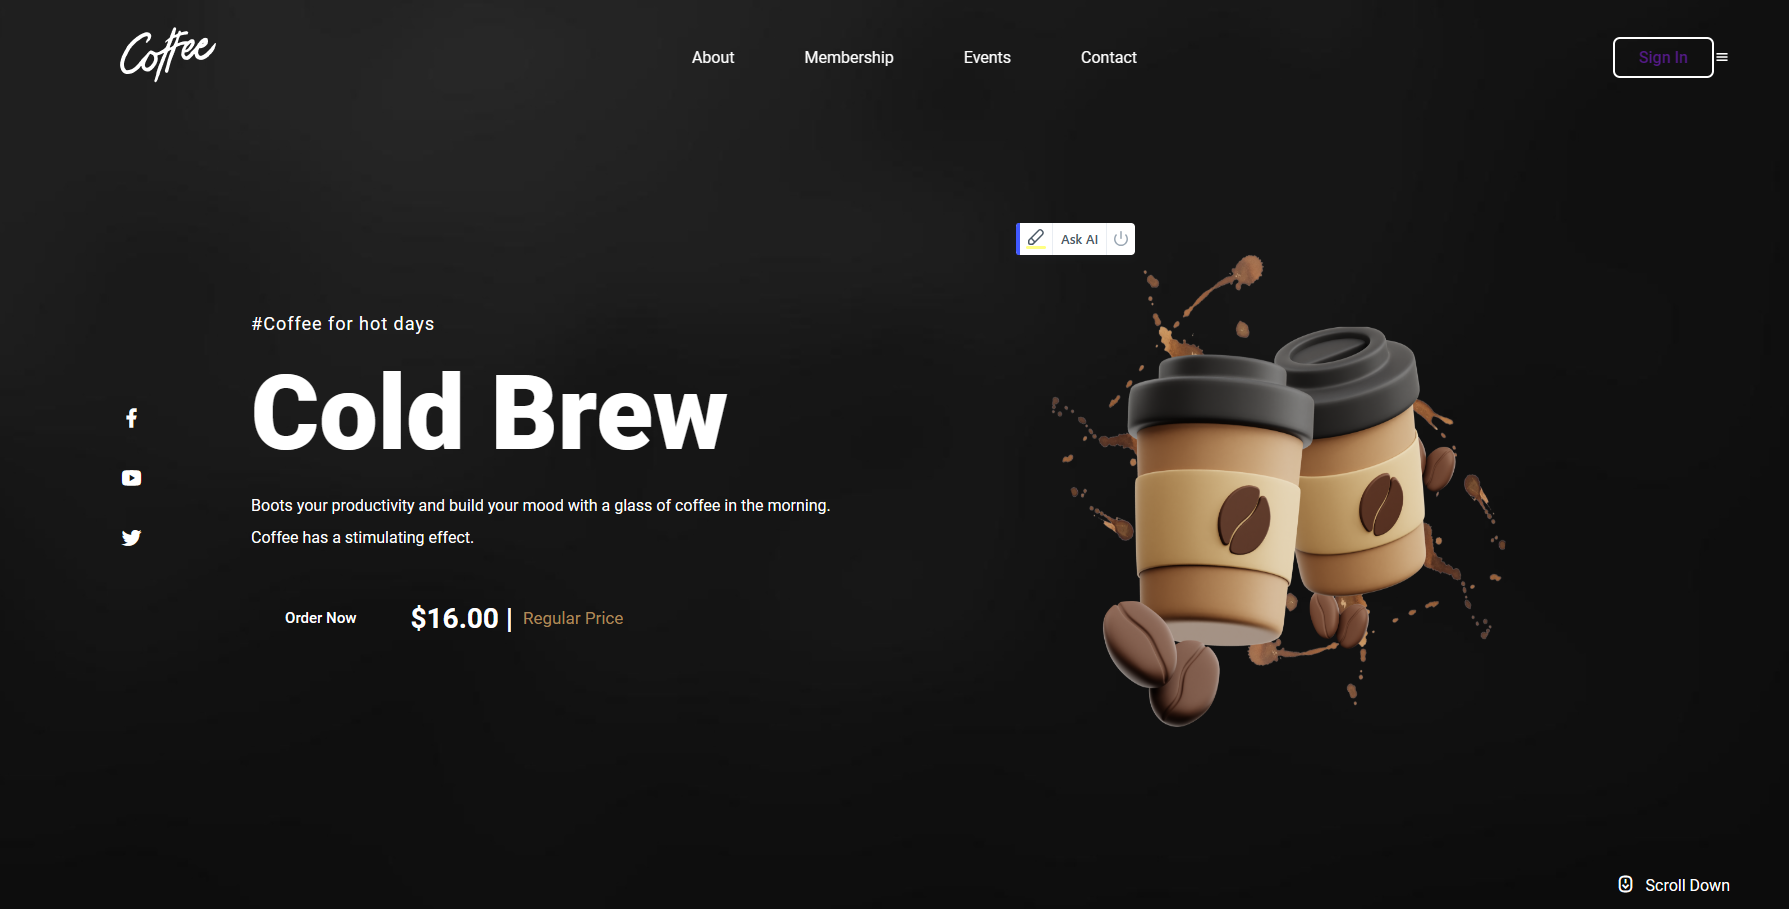 Coffee
About
Membership
Events
Contact
Sign In
Ask AI
#Coffee for hot days
Cold Brew
Boots your productivity and build your mood with a glass of coffee in the morning.
Coffee has a stimulating effect.
Order Now
$16.00 |
Regular Price
Scroll Down